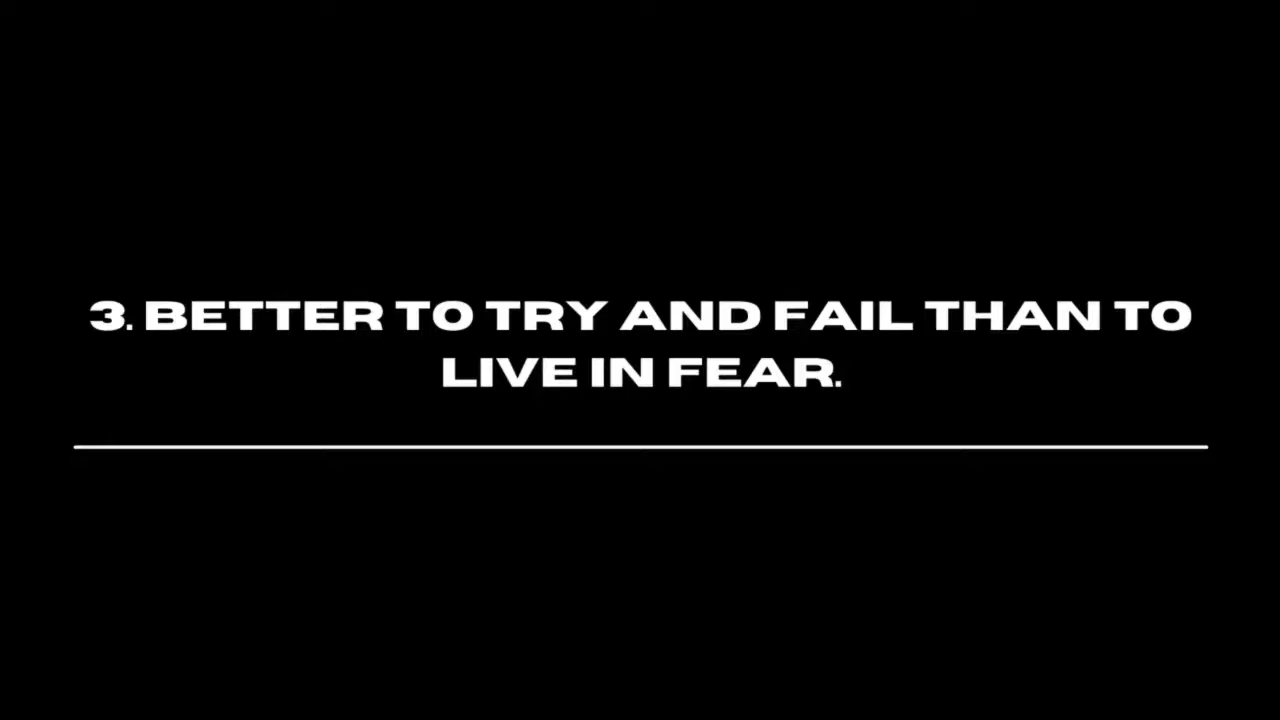 3. BETTER TO TRY AND FAIL THAN TO
LIVE IN FEAR.